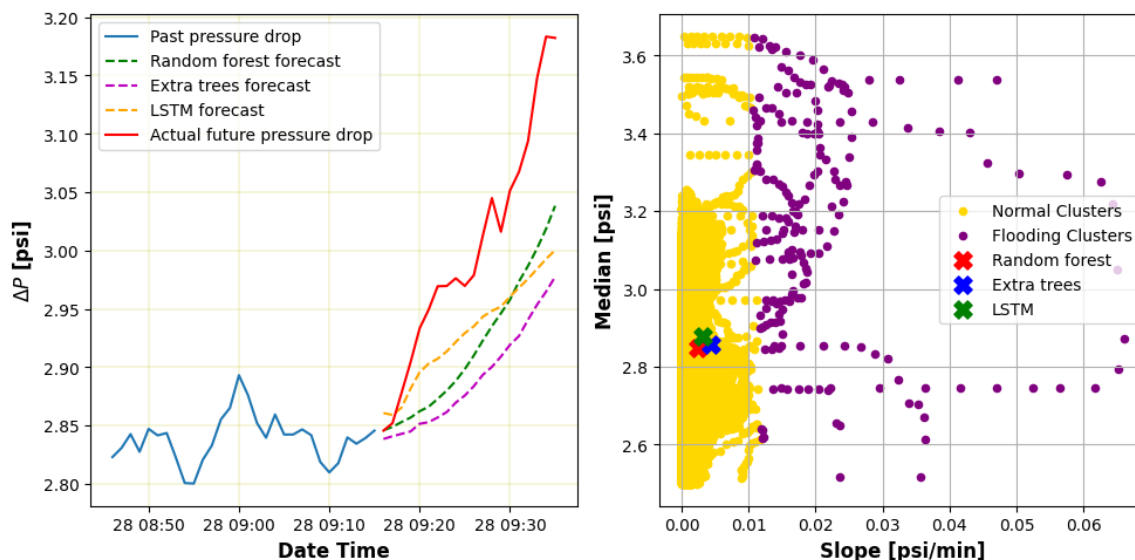 3.20
3.15
3.10
3.05
3.00
2.95
2.90
2.85
2.80
ΔP [psi]
Past pressure drop
Random forest forecast
Extra trees forecast
LSTM forecast
Actual future pressure drop
28 08:50 28 09:00 28 09:10 28 09:20 28 09:30
Date Time
3.6
3.4
3.2
3.0
2.8
2.6
Median [psi]
Normal Clusters
Flooding Clusters
Random forest
Extra trees
LSTM
0.00 0.01 0.02 0.03 0.04 0.05 0.06
Slope [psi/min]